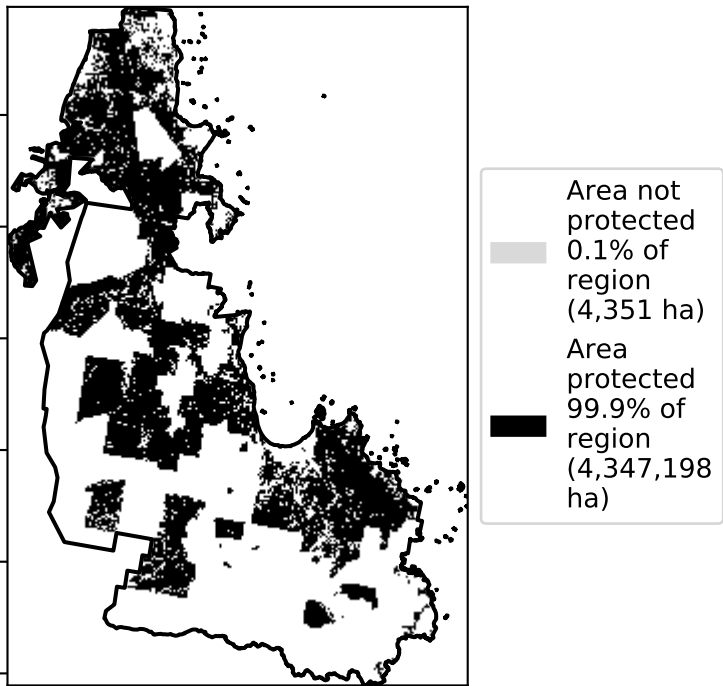 Area not
protected
0.1% of
region
(4,351 ha)
Area
protected
99.9% of
region
(4,347,198
ha)